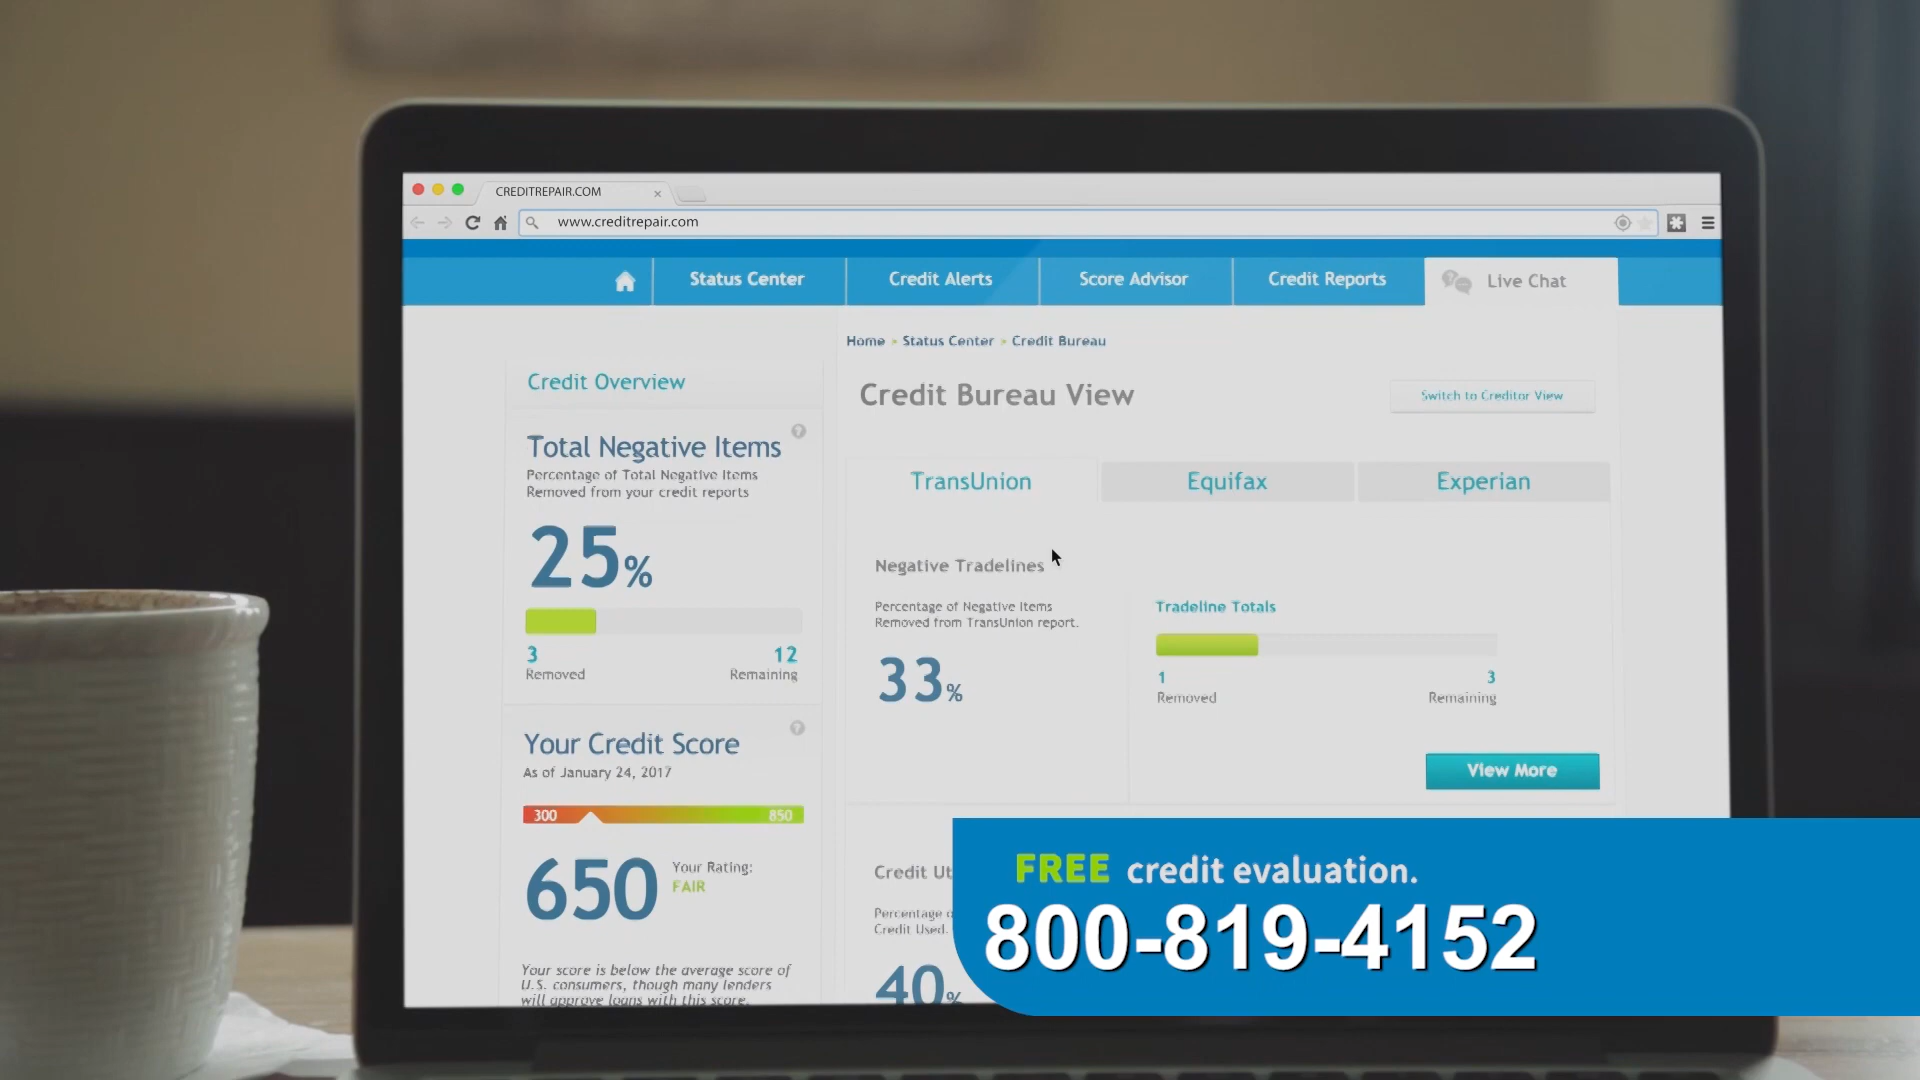 CREDITREPAIR.COM
www.creditrepair.com
Status Center
Credit Alerts
Score Advisor
Credit Reports
Live Chat
Home > Status Center > Credit Bureau
Credit Overview
Credit Bureau View
Switch to Creditor View
Total Negative Items
Percentage of Total Negative Items
Removed from your credit reports
25%
3
12
Removed
Remaining
TransUnion
Equifax
Experian
Negative Tradelines
Percentage of Negative Items
Removed from TransUnion report.
33%
Tradeline Totals
1
3
Removed
Remaining
View More
Your Credit Score
As of January 24, 2017
300
850
650
Your Rating:
FAIR
Your score is below the average score of
U.S. consumers, though many lenders
will approve loans with this score.
Credit Ut
Percentage o
Credit Used.
40%
FREE credit evaluation.
800-819-4152